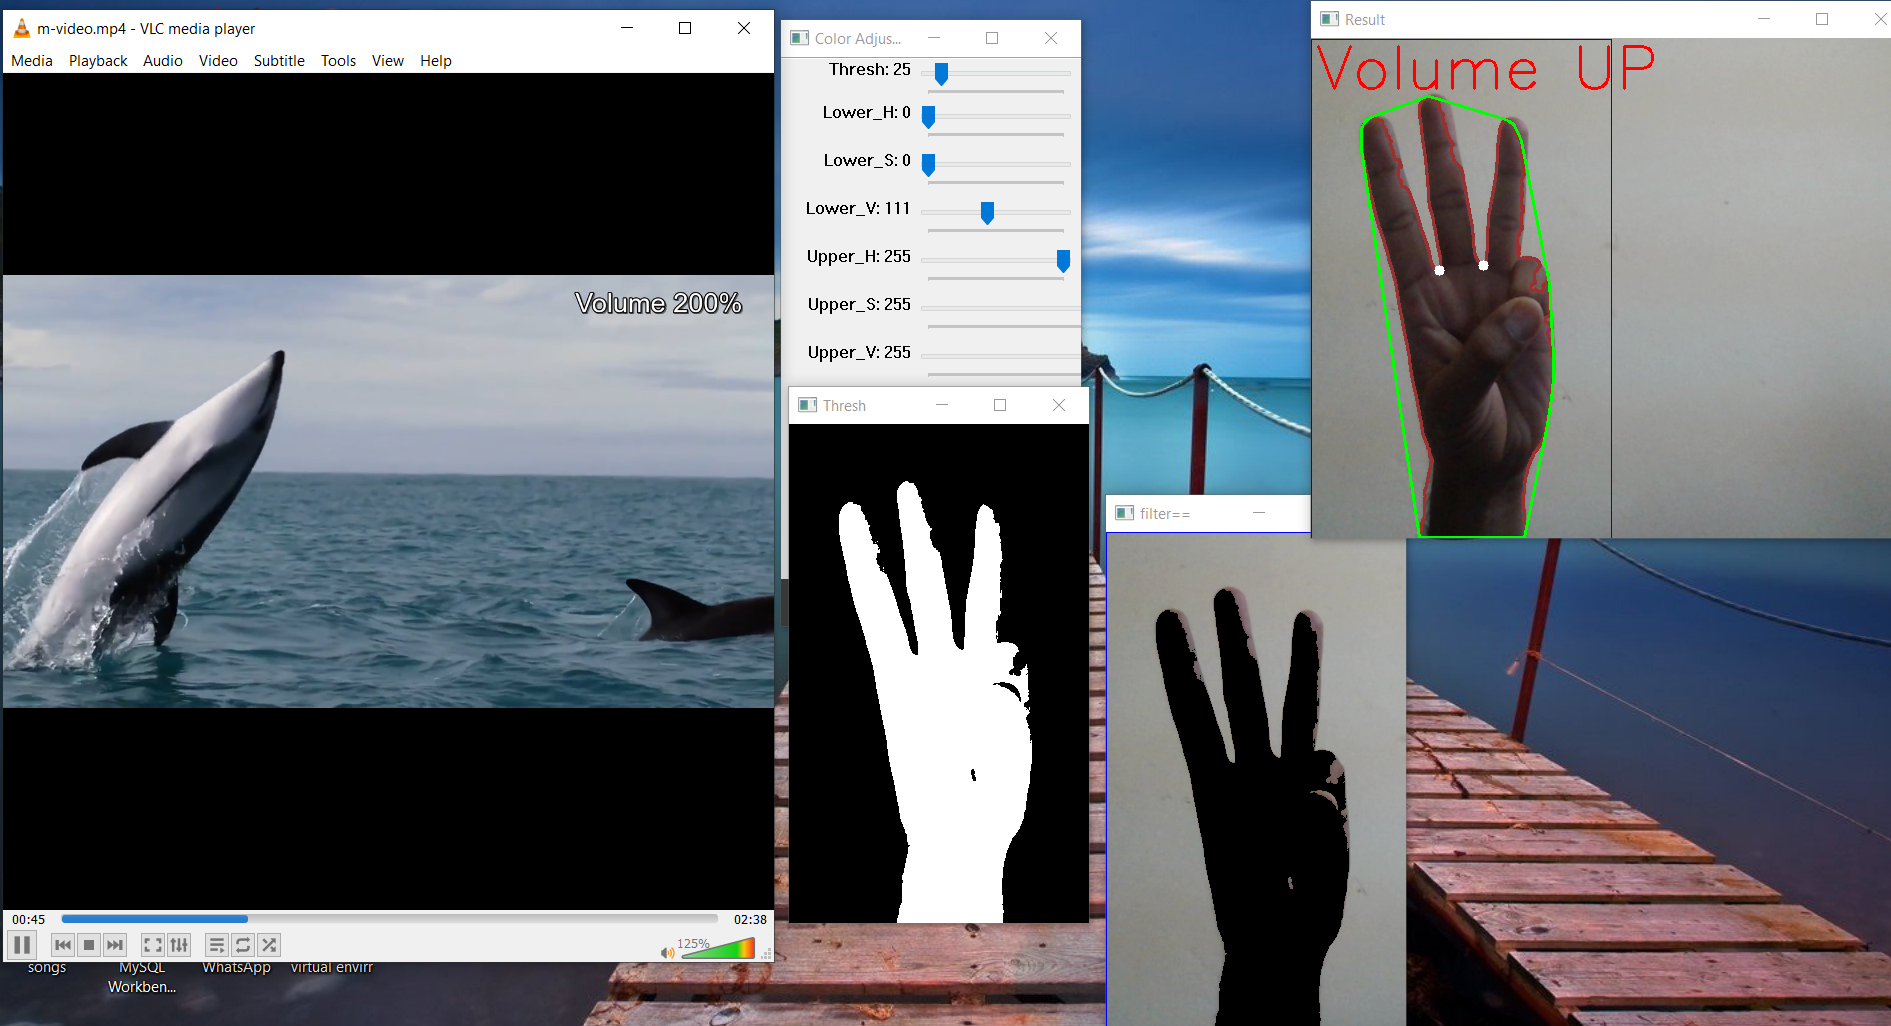 m-video.mp4 - VLC media player
Media Playback Audio Video Subtitle Tools View Help
Volume 200%
00:45
02:38
125%
songs
MySQL
Workben...
WhatsApp
virtual envirr
Color Adjus...
Thresh: 25
Lower_H: 0
Lower_S: 0
Lower_V: 111
Upper_H: 255
Upper_S: 255
Upper_V: 255
Thresh
filter==
Result
Volume UP